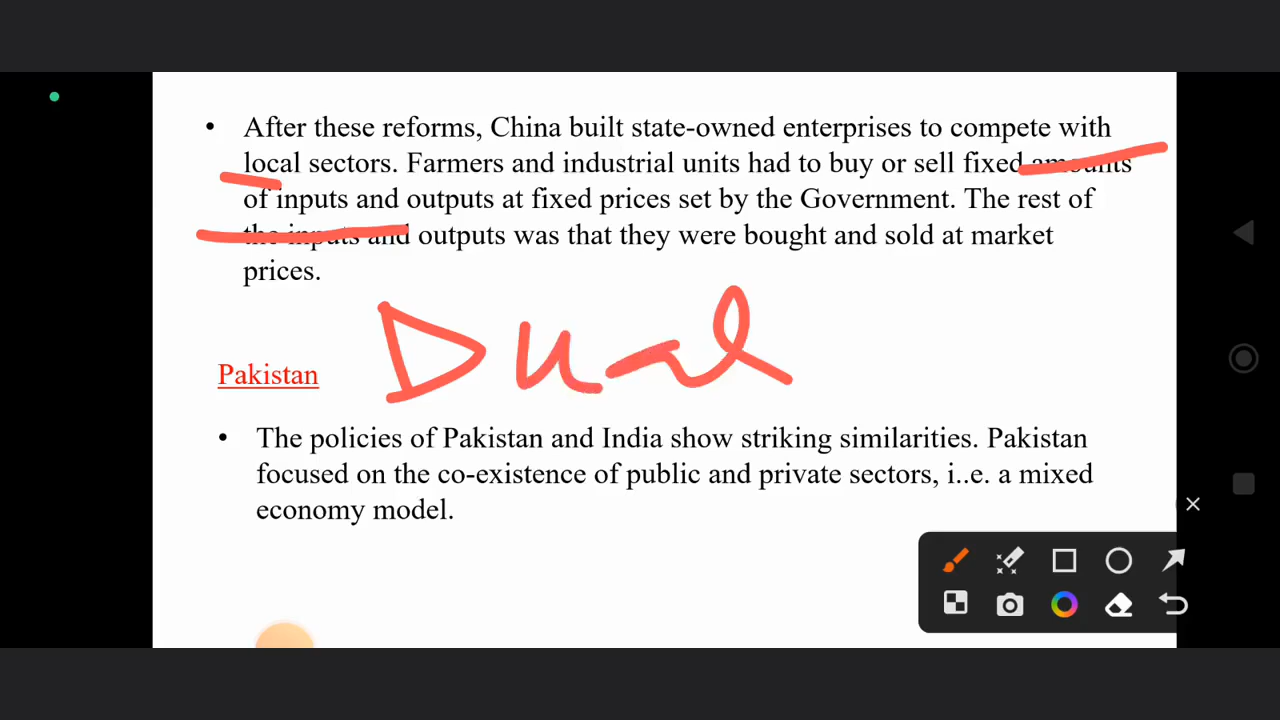 • After these reforms, China built state-owned enterprises to compete with
local sectors. Farmers and industrial units had to buy or sell fixed amounts
of inputs and outputs at fixed prices set by the Government. The rest of
the inputs and outputs was that they were bought and sold at market
prices.
Dual
Pakistan
• The policies of Pakistan and India show striking similarities. Pakistan
focused on the co-existence of public and private sectors, i..e. a mixed
economy model.